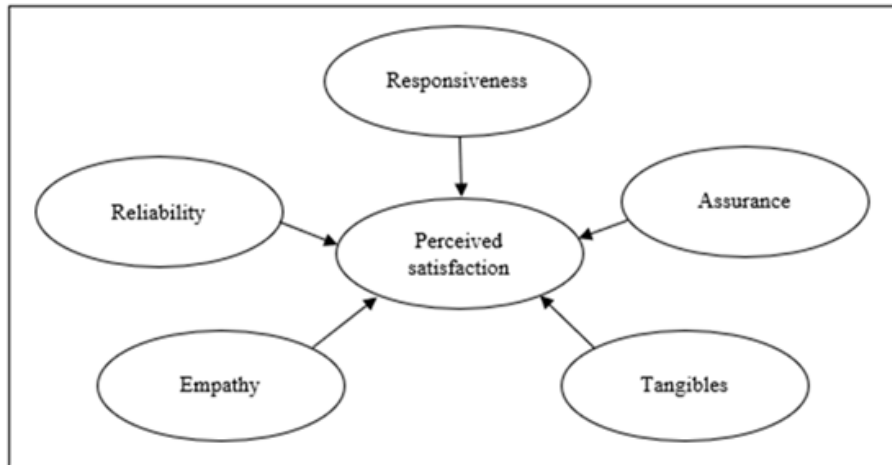 Responsiveness
Reliability
Assurance
Perceived
satisfaction
Empathy
Tangibles